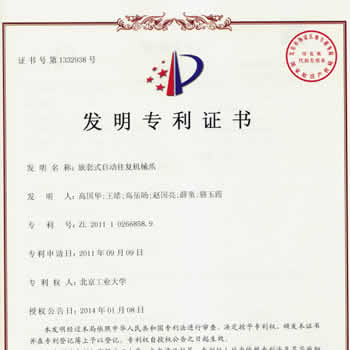 证书号第1332938号
发明专利证书
发明名称:嵌套式自动往复机械爪
发明人:高国华;王婧;高岳旸;赵国亮;薛童;骆玉霞
专利号:ZL 2011 1 0266858.9
专利申请日:2011年09月09日
专利权人:北京工业大学
授权公告日:2014年01月08日
本发明经过本局依照中华人民共和国专利法进行审查,决定授予专利权,颁发本证书
并在专利登记簿上予以登记。专利权自授权公告之日起生效。